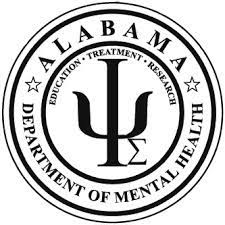 ALABAMA
EDUCATION · TREATMENT · RESEARCH
Ψ
Σ
DEPARTMENT OF MENTAL HEALTH